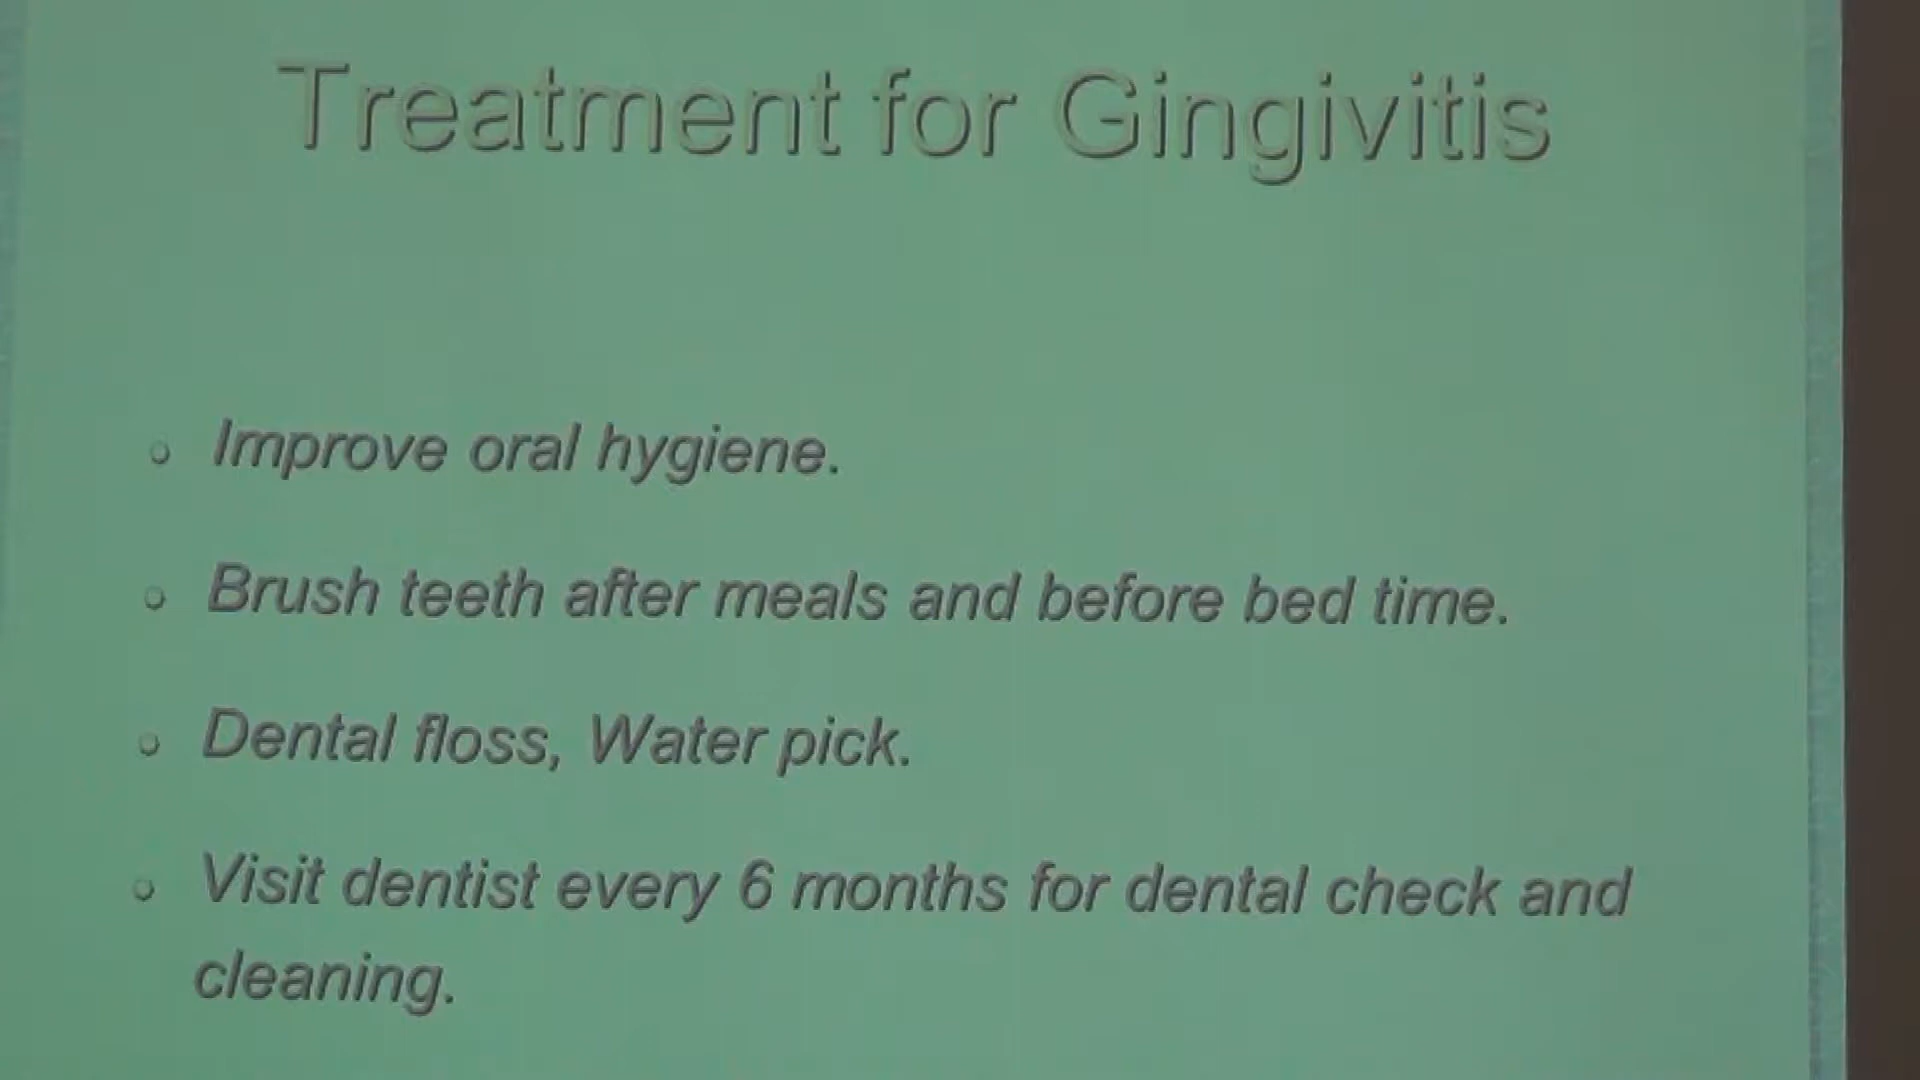 Treatment for Gingivitis
Improve oral hygiene.
Brush teeth after meals and before bed time.
Dental floss, Water pick.
Visit dentist every 6 months for dental check and
cleaning.